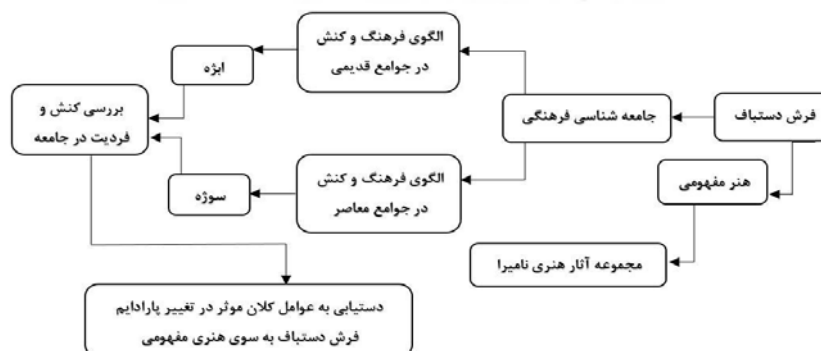 فرش دستباف
جامعه شناسی فرهنگی
الگوی فرهنگ و کنش
در جوامع قدیمی
ابژه
الگوی فرهنگ و کنش
در جوامع معاصر
سوژه
بررسی کنش و
فردیت در جامعه
دستیابی به عوامل کلان موثر در تغییر پارادایم
فرش دستباف به سوی هنری مفهومی
هنر مفهومی
مجموعه آثار هنری نامیرا